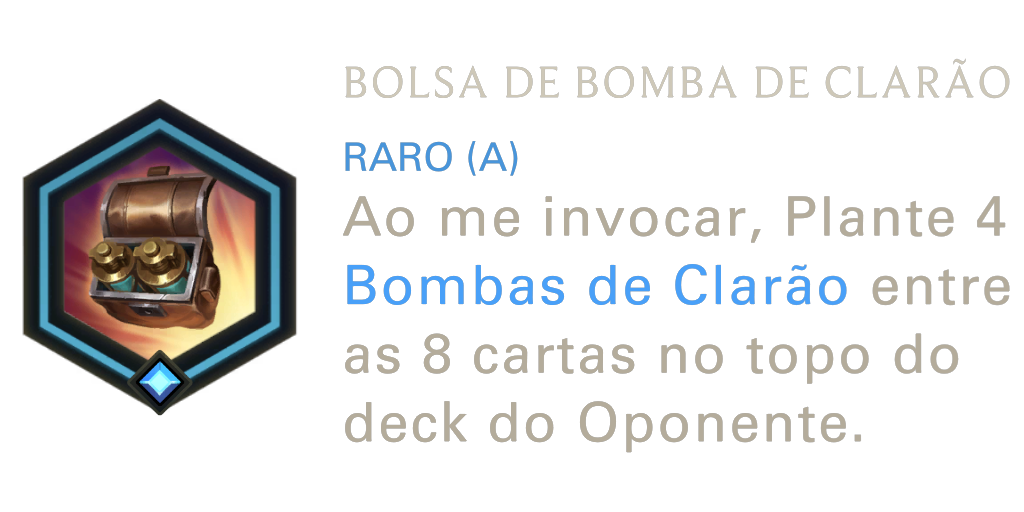 BOLSA DE BOMBA DE CLARÃO
RARO (A)
Ao me invocar, Plante 4
Bombas de Clarão entre
as 8 cartas no topo do
deck do Oponente.